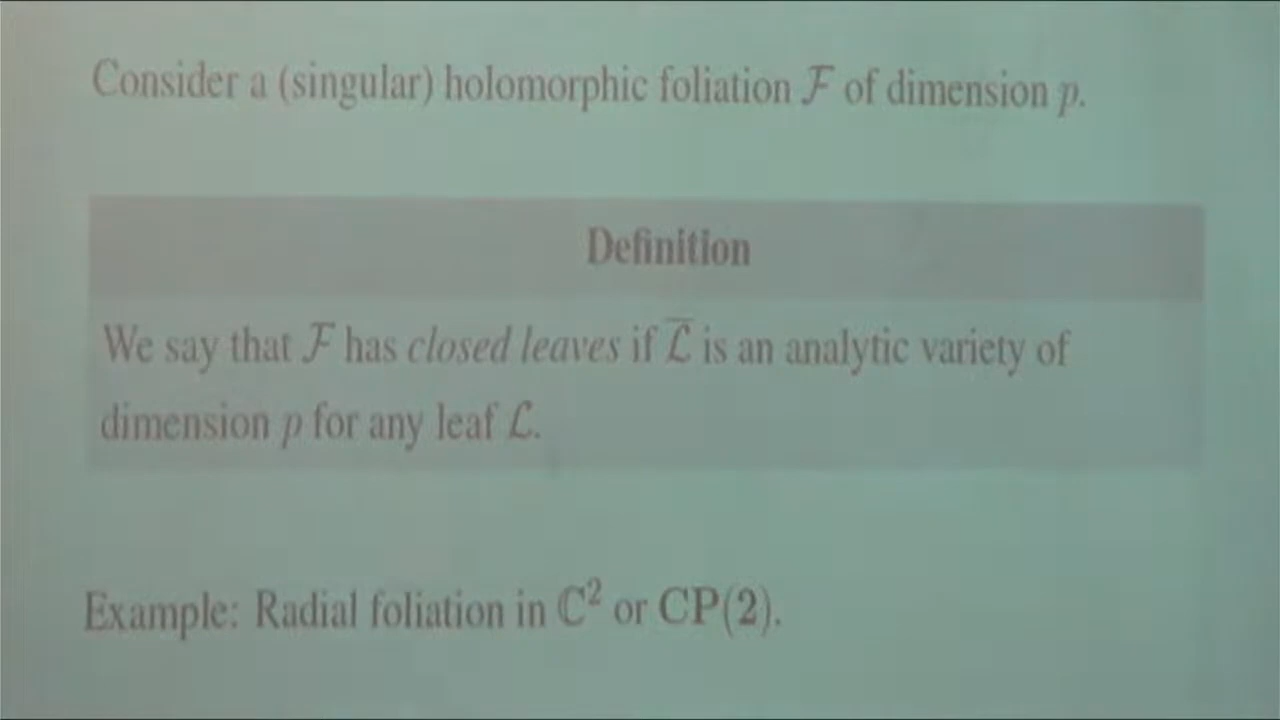 Consider a (singular) holomorphic foliation ℱ of dimension p.
Definition
We say that ℱ has closed leaves if ℒ̅ is an analytic variety of
dimension p for any leaf ℒ.
Example: Radial foliation in ℂ² or CP(2).